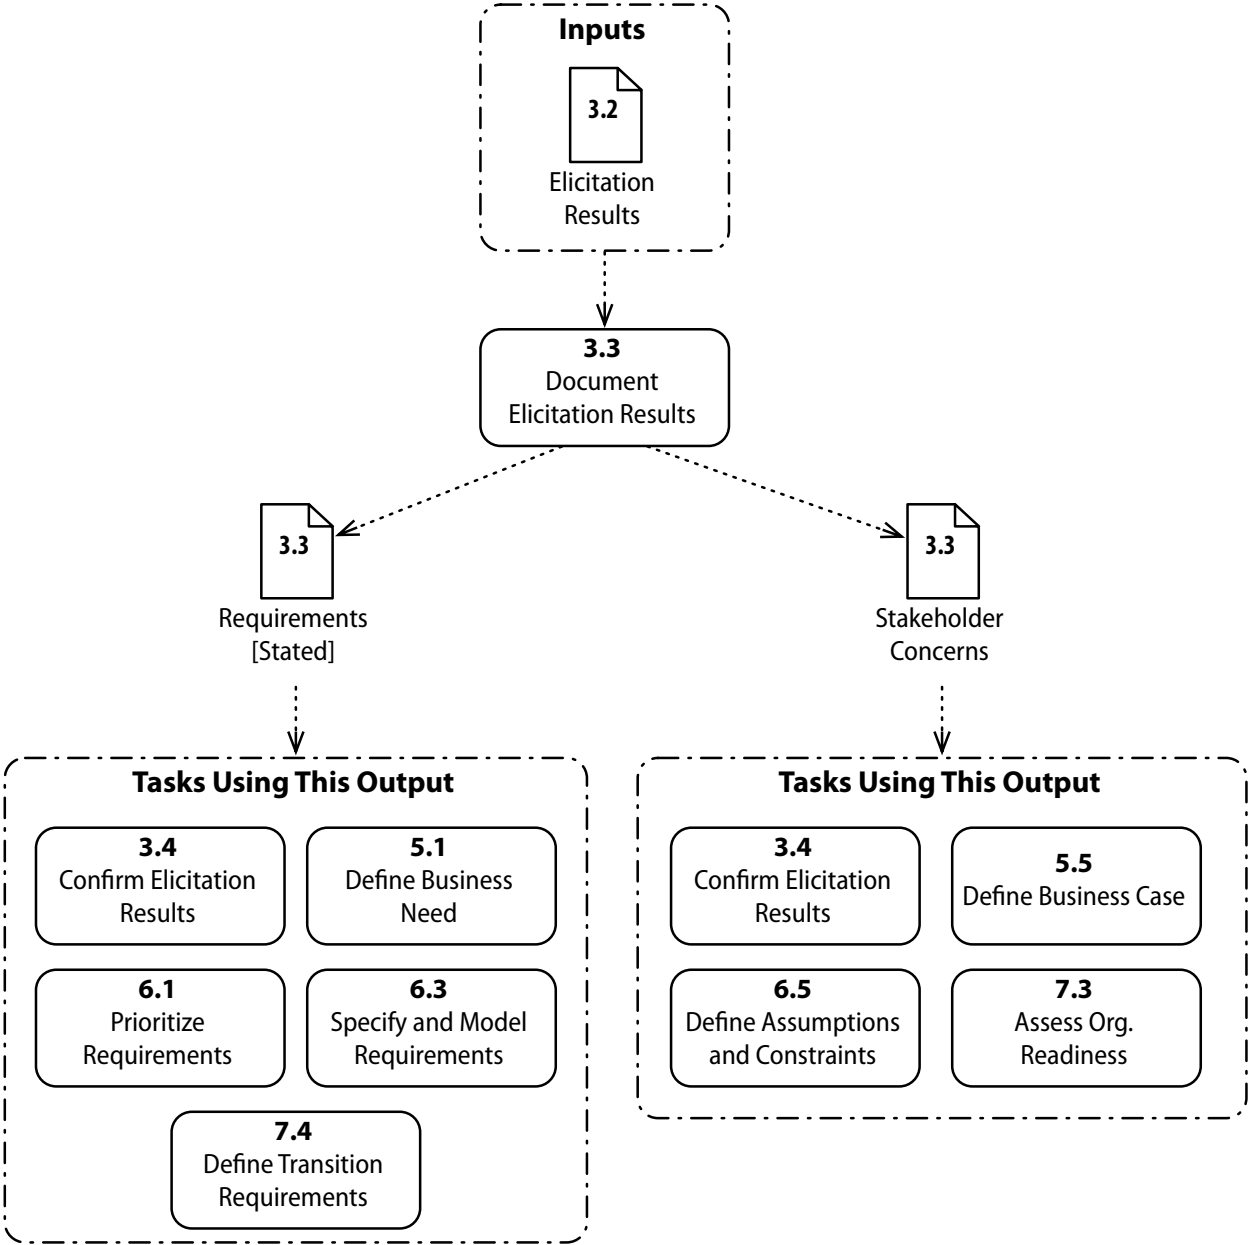 Inputs
3.2
Elicitation
Results
3.3
Document
Elicitation Results
3.3
Requirements
[Stated]
3.3
Stakeholder
Concerns
Tasks Using This Output
3.4
Confirm Elicitation
Results
5.1
Define Business
Need
6.1
Prioritize
Requirements
6.3
Specify and Model
Requirements
7.4
Define Transition
Requirements
Tasks Using This Output
3.4
Confirm Elicitation
Results
5.5
Define Business Case
6.5
Define Assumptions
and Constraints
7.3
Assess Org.
Readiness